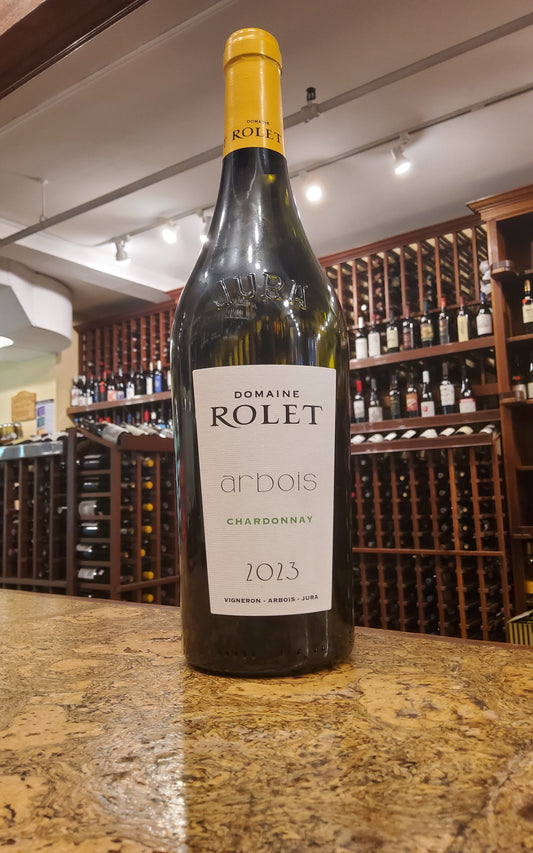 DOMAINE
ROLET
JURA
DOMAINE
ROLET
arbois
CHARDONNAY
2023
VIGNERON - ARBOIS - JURA